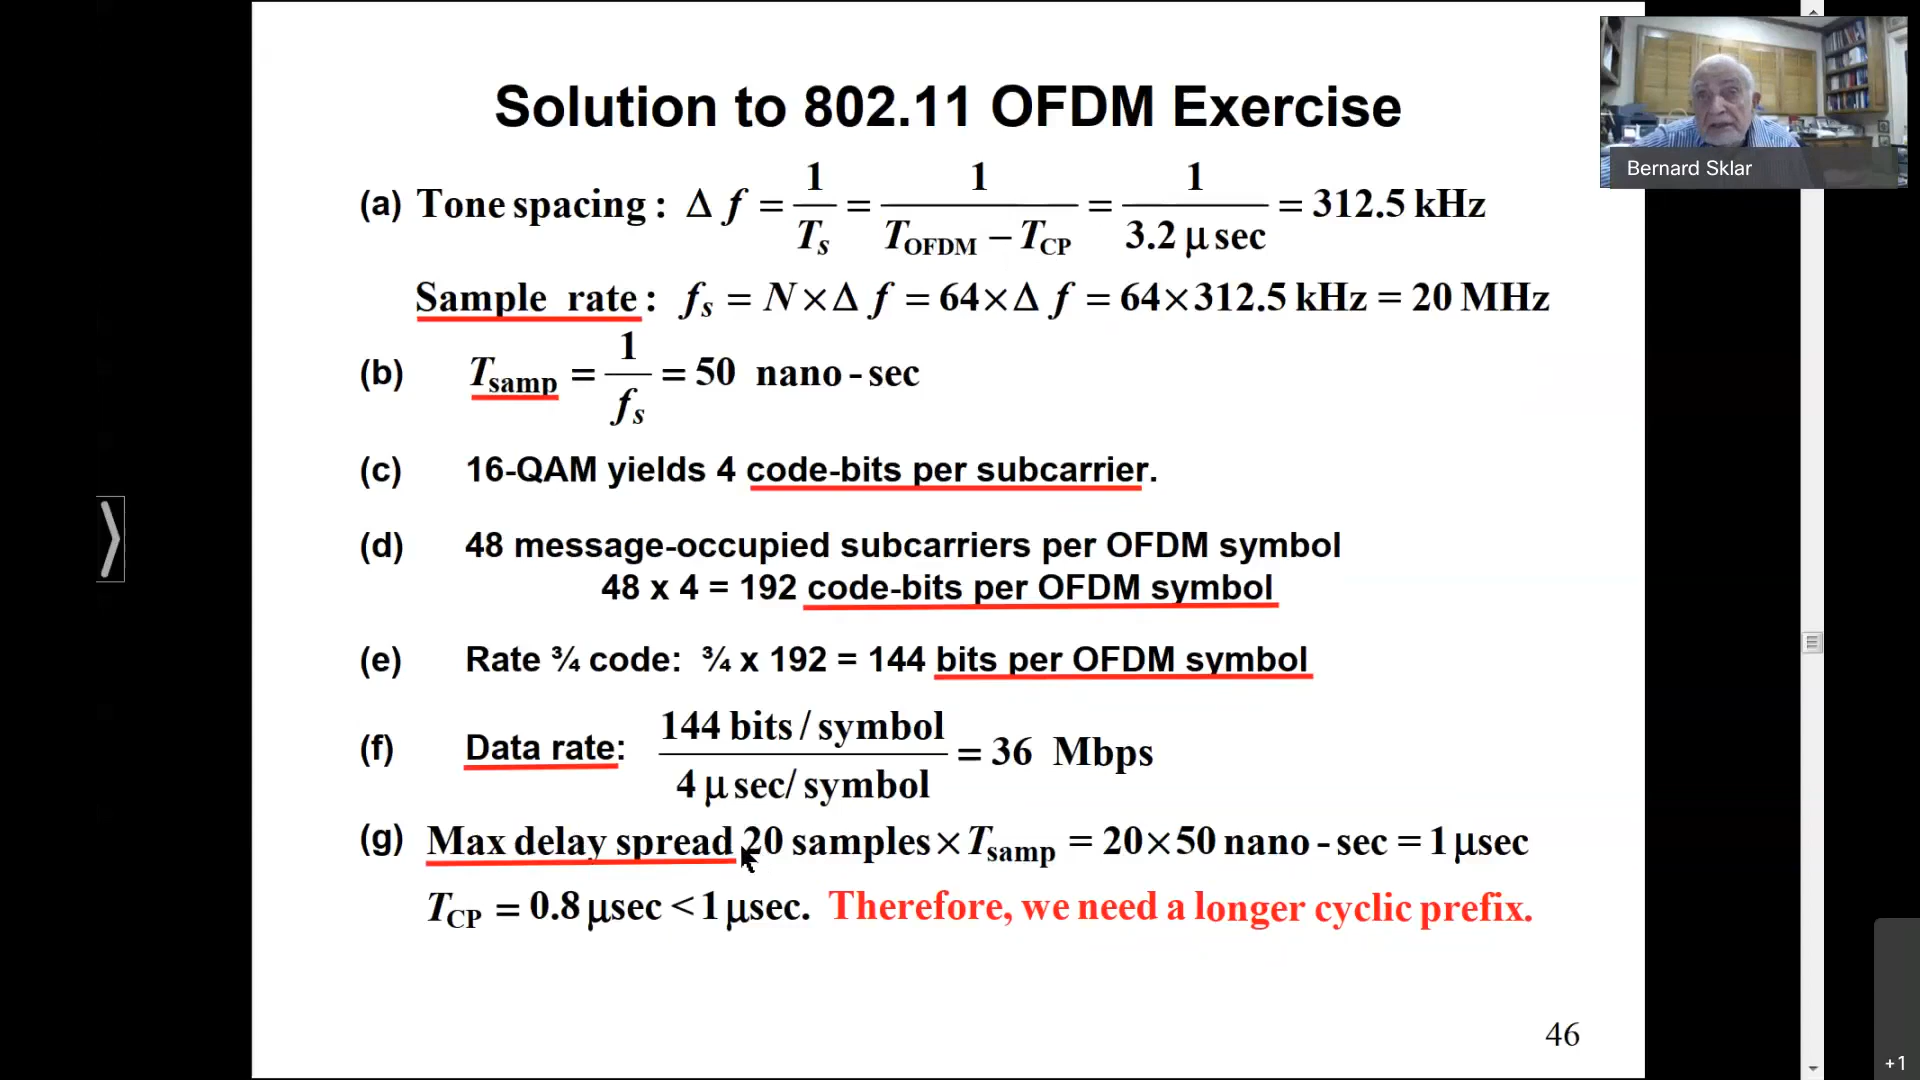 Solution to 802.11 OFDM Exercise
Bernard Sklar
(a) Tone spacing : Δ f = 1/Tₛ = 1/(T_OFDM − T_CP) = 1/(3.2 μ sec) = 312.5 kHz
Sample rate : fₛ = N × Δ f = 64 × Δ f = 64 × 312.5 kHz = 20 MHz
(b) T_samp = 1/fₛ = 50 nano - sec
(c) 16-QAM yields 4 code-bits per subcarrier.
(d) 48 message-occupied subcarriers per OFDM symbol
48 x 4 = 192 code-bits per OFDM symbol
(e) Rate ¾ code: ¾ x 192 = 144 bits per OFDM symbol
(f) Data rate: (144 bits / symbol)/(4 μ sec/ symbol) = 36 Mbps
(g) Max delay spread 20 samples × T_samp = 20 × 50 nano - sec = 1 μsec
T_CP = 0.8 μsec < 1 μsec. Therefore, we need a longer cyclic prefix.
46
+1